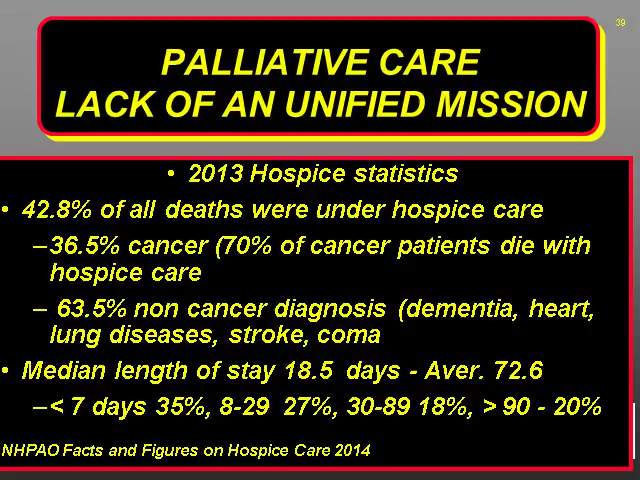 39
PALLIATIVE CARE
LACK OF AN UNIFIED MISSION
• 2013 Hospice statistics
• 42.8% of all deaths were under hospice care
–36.5% cancer (70% of cancer patients die with
hospice care
– 63.5% non cancer diagnosis (dementia, heart,
lung diseases, stroke, coma
• Median length of stay 18.5 days - Aver. 72.6
–< 7 days 35%, 8-29 27%, 30-89 18%, > 90 - 20%
NHPAO Facts and Figures on Hospice Care 2014